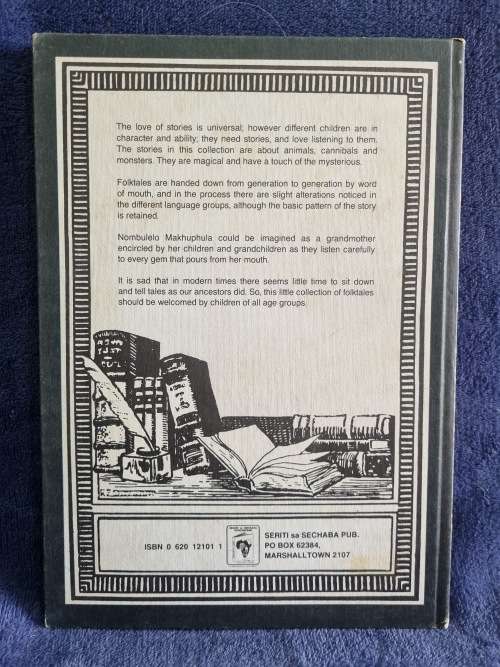 The love of stories is universal; however different children are in
character and ability; they need stories, and love listening to them.
The stories in this collection are about animals, cannibals and
monsters. They are magical and have a touch of the mysterious.
Folktales are handed down from generation to generation by word
of mouth, and in the process there are slight alterations noticed in
the different language groups, although the basic pattern of the story
is retained.
Nombulelo Makhuphula could be imagined as a grandmother
encircled by her children and grandchildren as they listen carefully
to every gem that pours from her mouth.
It is sad that in modern times there seems little time to sit down
and tell tales as our ancestors did. So, this little collection of folktales
should be welcomed by children of all age groups.
ISBN 0 620 12101 1
SERITI sa SECHABA PUB.
PO BOX 62384,
MARSHALLTOWN 2107